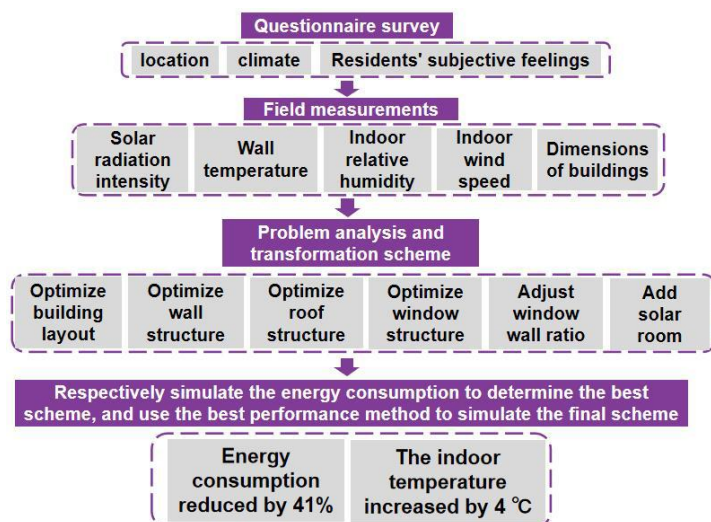 Questionnaire survey
location climate Residents' subjective feelings
Field measurements
Solar
radiation
intensity
Wall
temperature
Indoor
relative
humidity
Indoor
wind
speed
Dimensions
of buildings
Problem analysis and
transformation scheme
Optimize
building
layout
Optimize
wall
structure
Optimize
roof
structure
Optimize
window
structure
Adjust
window
wall ratio
Add
solar
room
Respectively simulate the energy consumption to determine the best
scheme, and use the best performance method to simulate the final scheme
Energy
consumption
reduced by 41%
The indoor
temperature
increased by 4 ℃